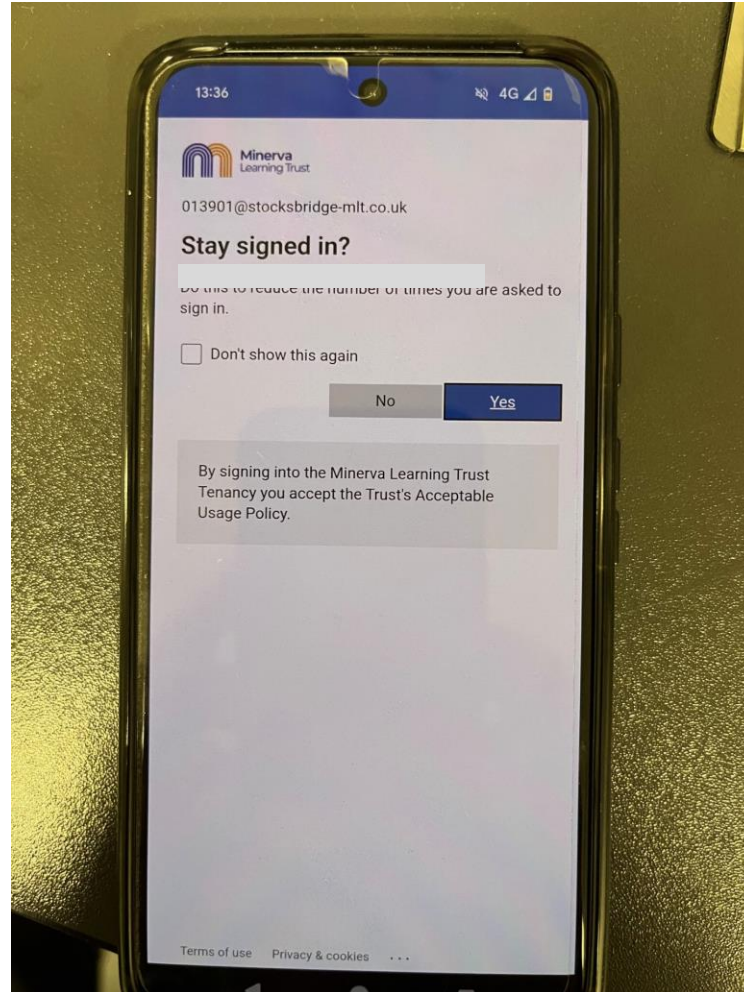 13:36
4G
Minerva
Learning Trust
013901@stocksbridge-mlt.co.uk
Stay signed in?
Do this to reduce the number of times you are asked to
sign in.
Don't show this again
No
Yes
By signing into the Minerva Learning Trust
Tenancy you accept the Trust's Acceptable
Usage Policy.
Terms of use
Privacy & cookies
...